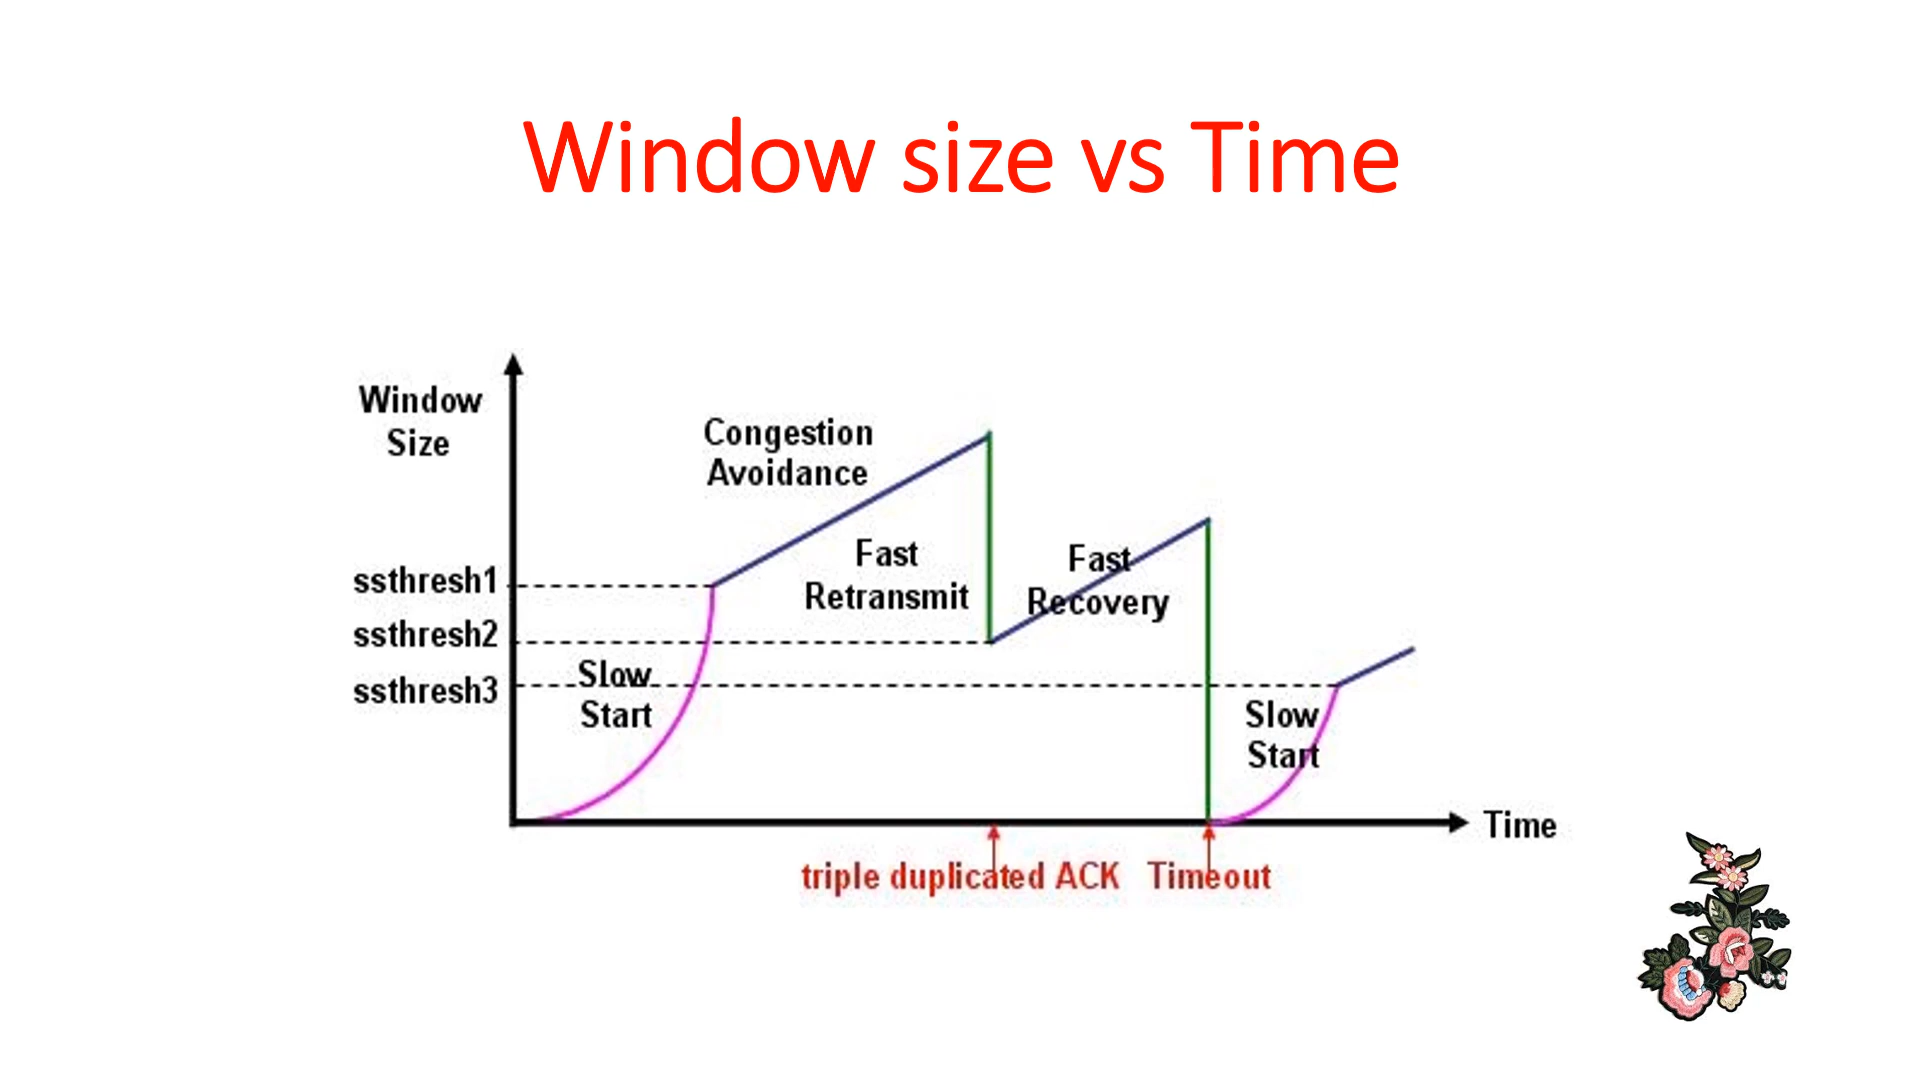 Window size vs Time
Window
Size
Congestion
Avoidance
Fast
Retransmit
Fast
Recovery
ssthresh1
ssthresh2
ssthresh3
Slow
Start
Slow
Start
Time
triple duplicated ACK
Timeout